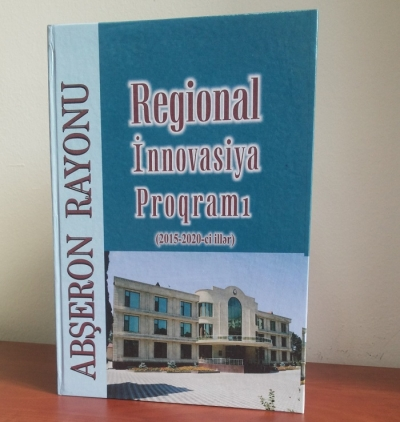 ABŞERON RAYONU
Regional
İnnovasiya
Proqramı
(2015-2020-ci illər)